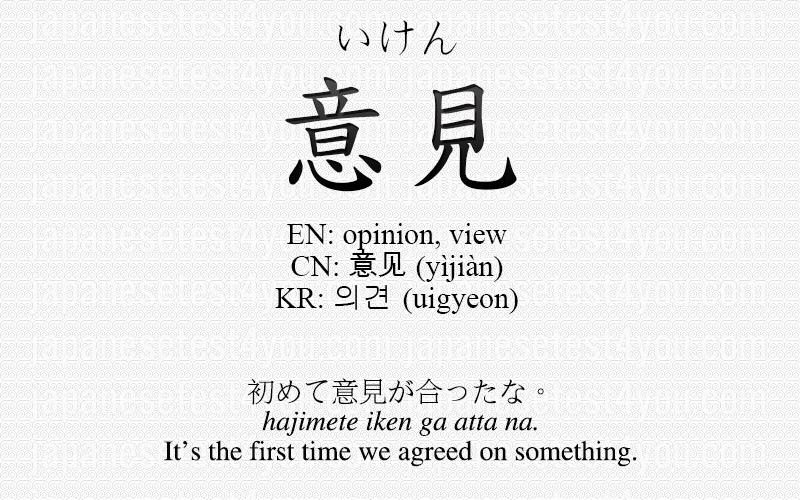 いけん
意見
EN: opinion, view
CN: 意见 (yìjiàn)
KR: 의견 (uigyeon)
初めて意見が合ったな。
hajimete iken ga atta na.
It's the first time we agreed on something.